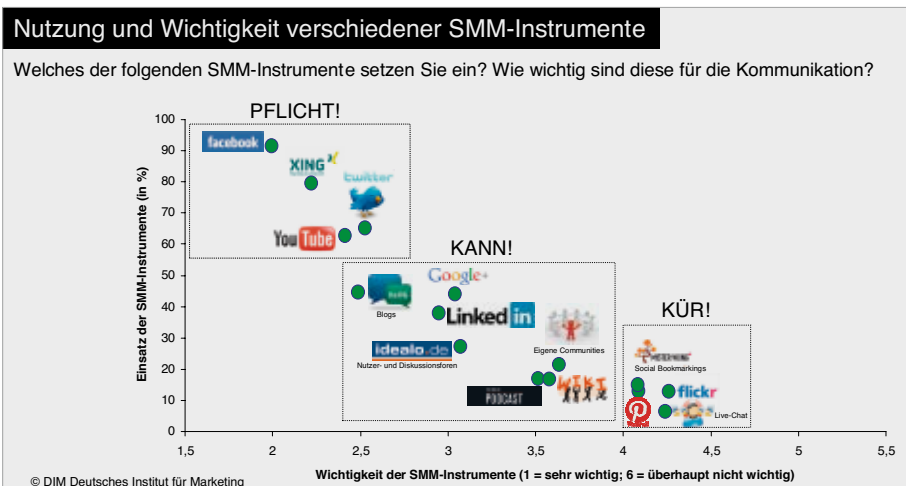 Nutzung und Wichtigkeit verschiedener SMM-Instrumente
Welches der folgenden SMM-Instrumente setzen Sie ein? Wie wichtig sind diese für die Kommunikation?
PFLICHT!
KANN!
KÜR!
Einsatz der SMM-Instrumente (in %)
100
90
80
70
60
50
40
30
20
10
0
facebook
XING
twitter
You Tube
Blogs
Google+
Linked in
idealo.de
Nutzer- und Diskussionsforen
Eigene Communities
PODCAST
WIKI
Social Bookmarkings
flickr
Live-Chat
1,5
2
2,5
3
3,5
4
4,5
5
5,5
Wichtigkeit der SMM-Instrumente (1 = sehr wichtig; 6 = überhaupt nicht wichtig)
© DIM Deutsches Institut für Marketing